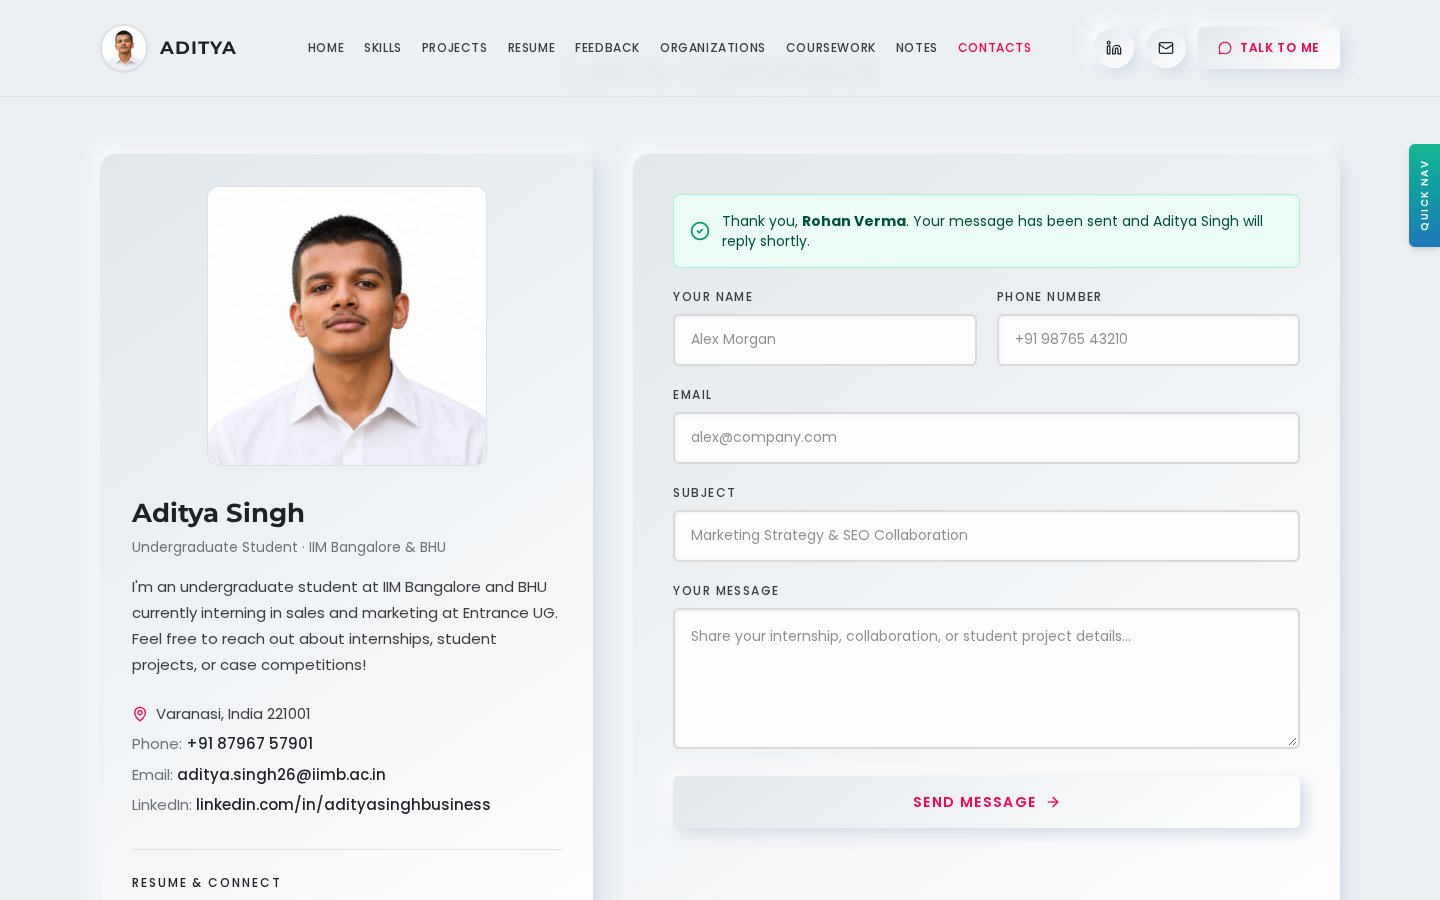 ADITYA
HOME SKILLS PROJECTS RESUME FEEDBACK ORGANIZATIONS COURSEWORK NOTES CONTACTS
TALK TO ME
QUICK NAV
Aditya Singh
Undergraduate Student · IIM Bangalore & BHU
I'm an undergraduate student at IIM Bangalore and BHU
currently interning in sales and marketing at Entrance UG.
Feel free to reach out about internships, student
projects, or case competitions!
Varanasi, India 221001
Phone: +91 87967 57901
Email: aditya.singh26@iimb.ac.in
LinkedIn: linkedin.com/in/adityasinghbusiness
RESUME & CONNECT
Thank you, Rohan Verma. Your message has been sent and Aditya Singh will
reply shortly.
YOUR NAME
Alex Morgan
PHONE NUMBER
+91 98765 43210
EMAIL
alex@company.com
SUBJECT
Marketing Strategy & SEO Collaboration
YOUR MESSAGE
Share your internship, collaboration, or student project details...
SEND MESSAGE